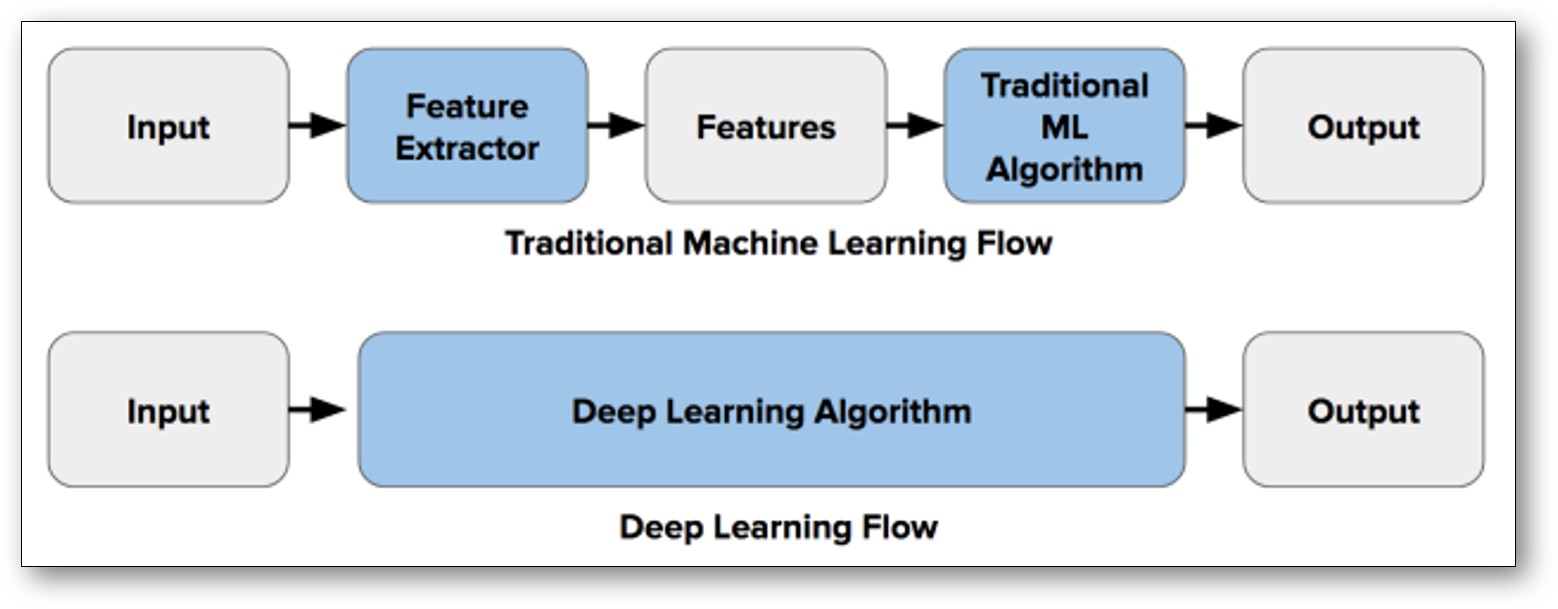 Input
Feature
Extractor
Features
Traditional
ML
Algorithm
Output
Traditional Machine Learning Flow
Input
Deep Learning Algorithm
Output
Deep Learning Flow